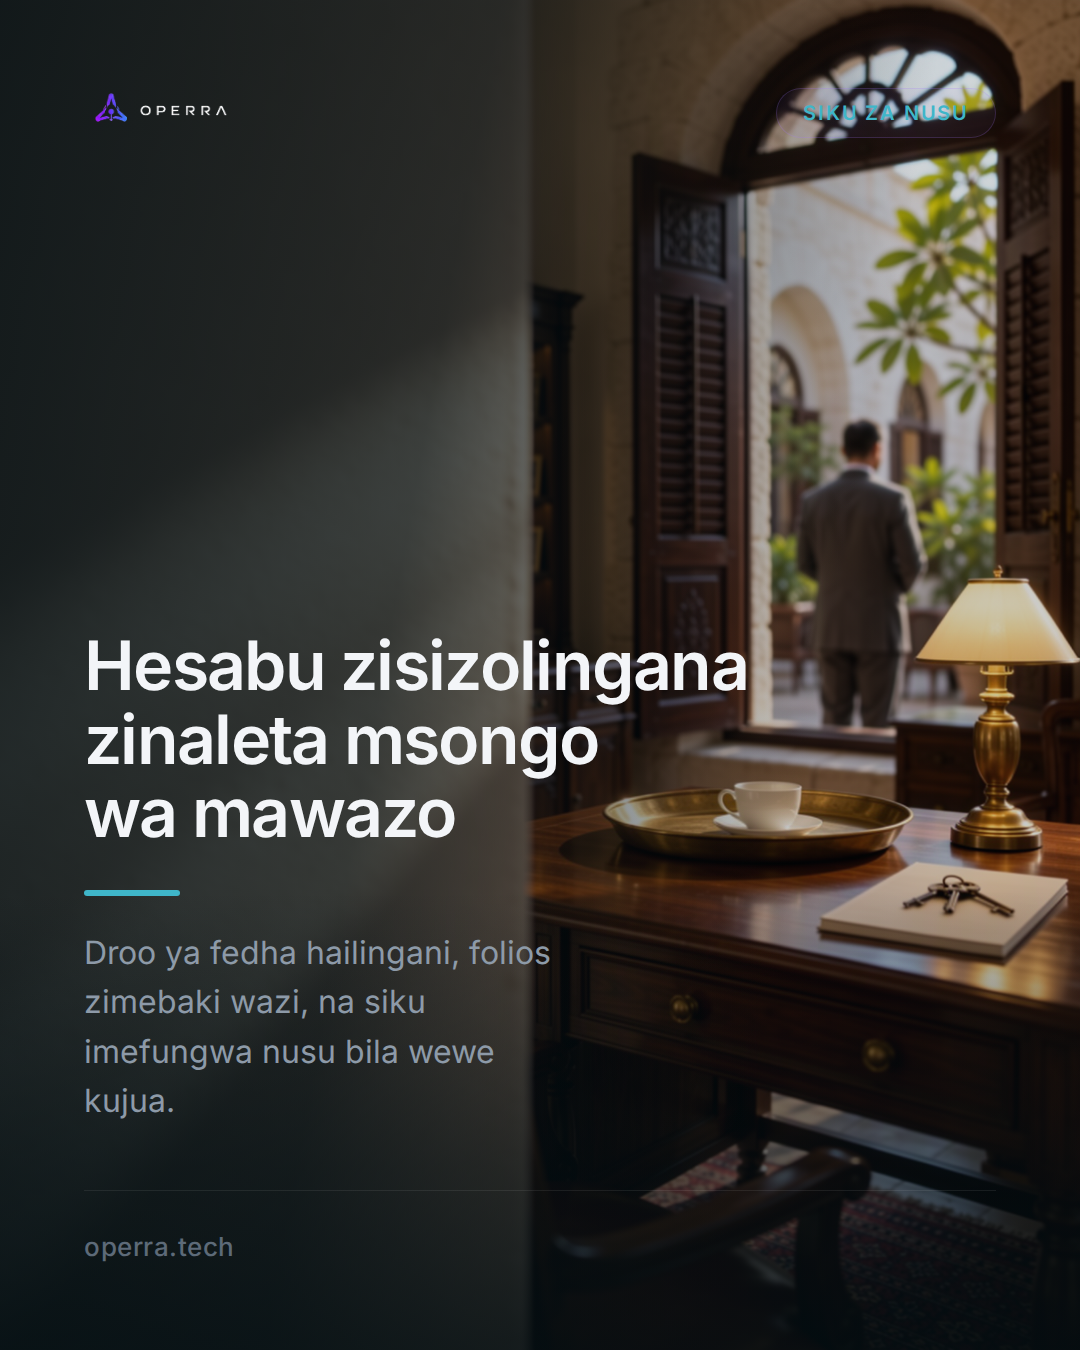 OPERRA
SIKU ZA NUSU
Hesabu zisizolingana
zinaleta msongo
wa mawazo
Droo ya fedha hailingani, folios
zimebaki wazi, na siku
imefungwa nusu bila wewe
kujua.
operra.tech